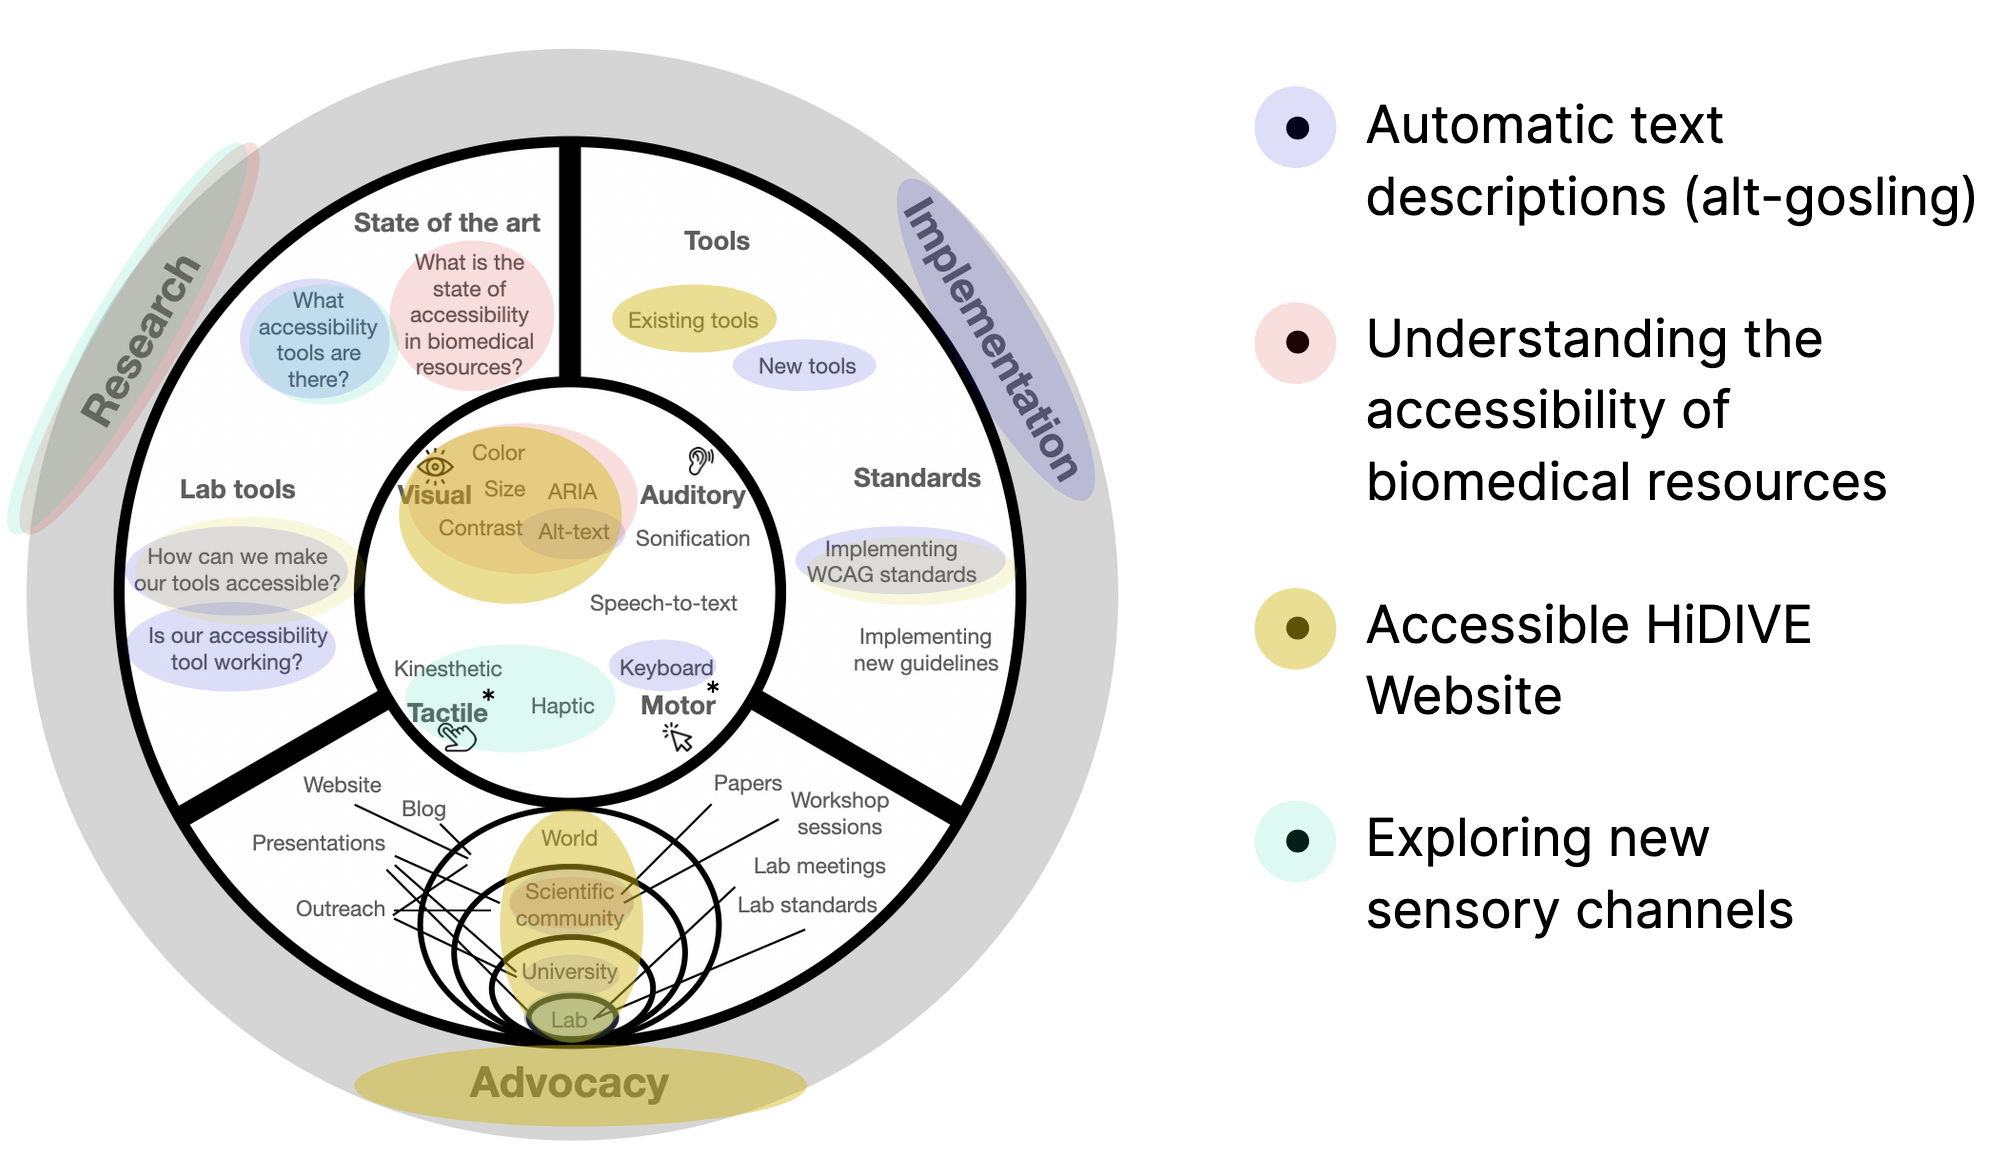 Research
Implementation
Advocacy
State of the art
What
accessibility
tools are
there?
What is the
state of
accessibility
in biomedical
resources?
Lab tools
How can we make
our tools accessible?
Is our accessibility
tool working?
Tools
Existing tools
New tools
Standards
Implementing
WCAG standards
Implementing
new guidelines
Color
Visual
Size
ARIA
Contrast
Alt-text
Auditory
Sonification
Speech-to-text
Kinesthetic
Tactile *
Haptic
Keyboard
Motor *
Website
Blog
Presentations
Outreach
Papers
Workshop
sessions
Lab meetings
Lab standards
World
Scientific
community
University
Lab
Automatic text
descriptions (alt-gosling)
Understanding the
accessibility of
biomedical resources
Accessible HiDIVE
Website
Exploring new
sensory channels